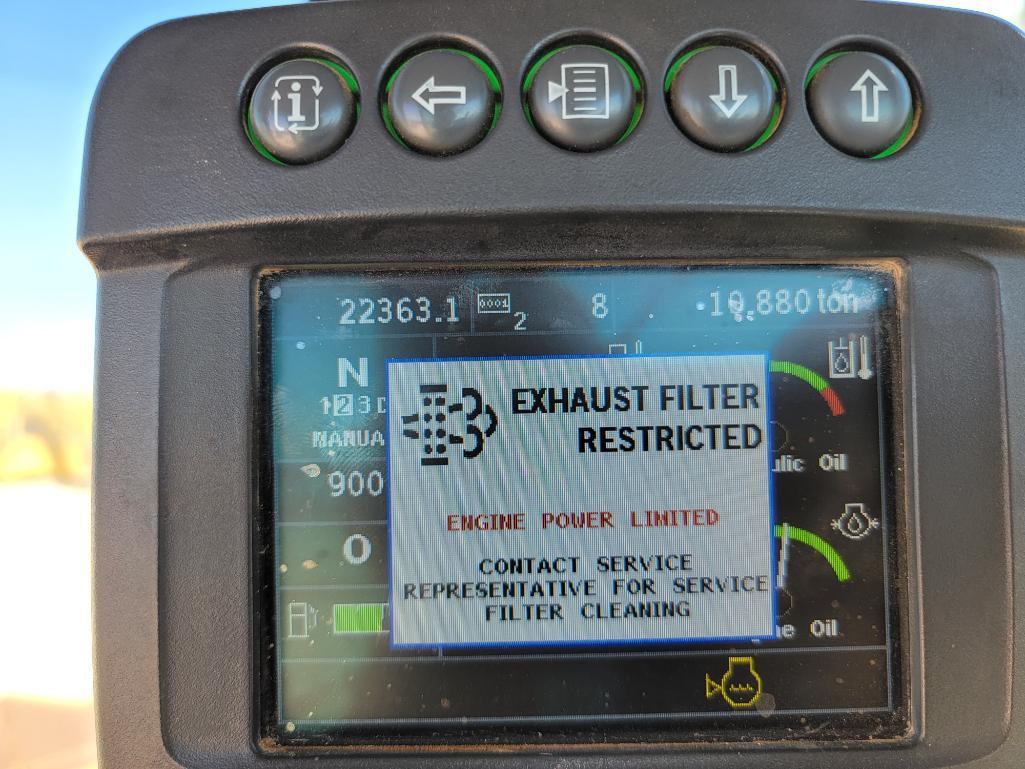 22363.1 0001 2 8 10,880 ton
N
1 2 3 D
MANUA
900
0
EXHAUST FILTER
RESTRICTED
ENGINE POWER LIMITED
CONTACT SERVICE
REPRESENTATIVE FOR SERVICE
FILTER CLEANING
ulic Oil
ne Oil